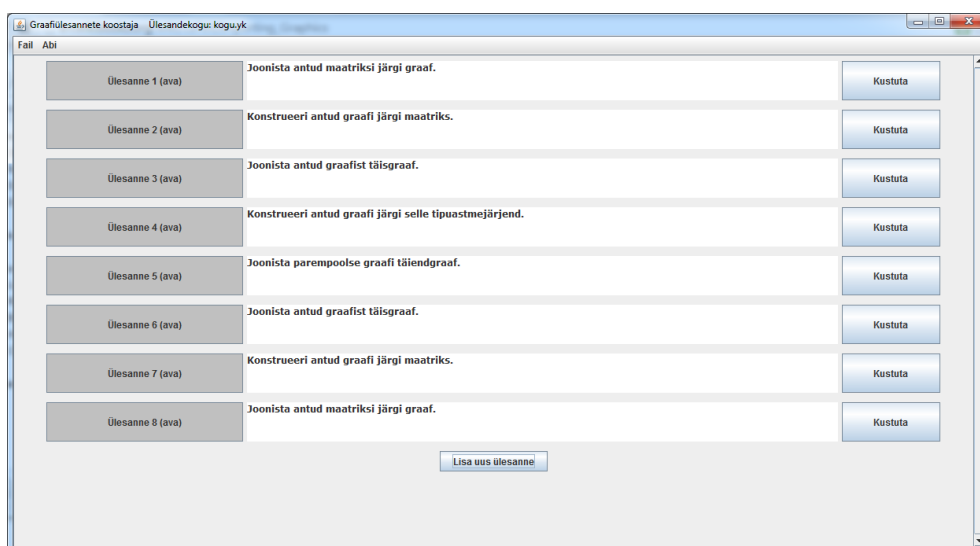 Graafiülesannete koostaja Ülesandekogu: kogu.yk
Fail Abi
Ülesanne 1 (ava) Joonista antud maatriksi järgi graaf. Kustuta
Ülesanne 2 (ava) Konstrueeri antud graafi järgi maatriks. Kustuta
Ülesanne 3 (ava) Joonista antud graafist täisgraaf. Kustuta
Ülesanne 4 (ava) Konstrueeri antud graafi järgi selle tipuastmejärjend. Kustuta
Ülesanne 5 (ava) Joonista parempoolse graafi täiendgraaf. Kustuta
Ülesanne 6 (ava) Joonista antud graafist täisgraaf. Kustuta
Ülesanne 7 (ava) Konstrueeri antud graafi järgi maatriks. Kustuta
Ülesanne 8 (ava) Joonista antud maatriksi järgi graaf. Kustuta
Lisa uus ülesanne